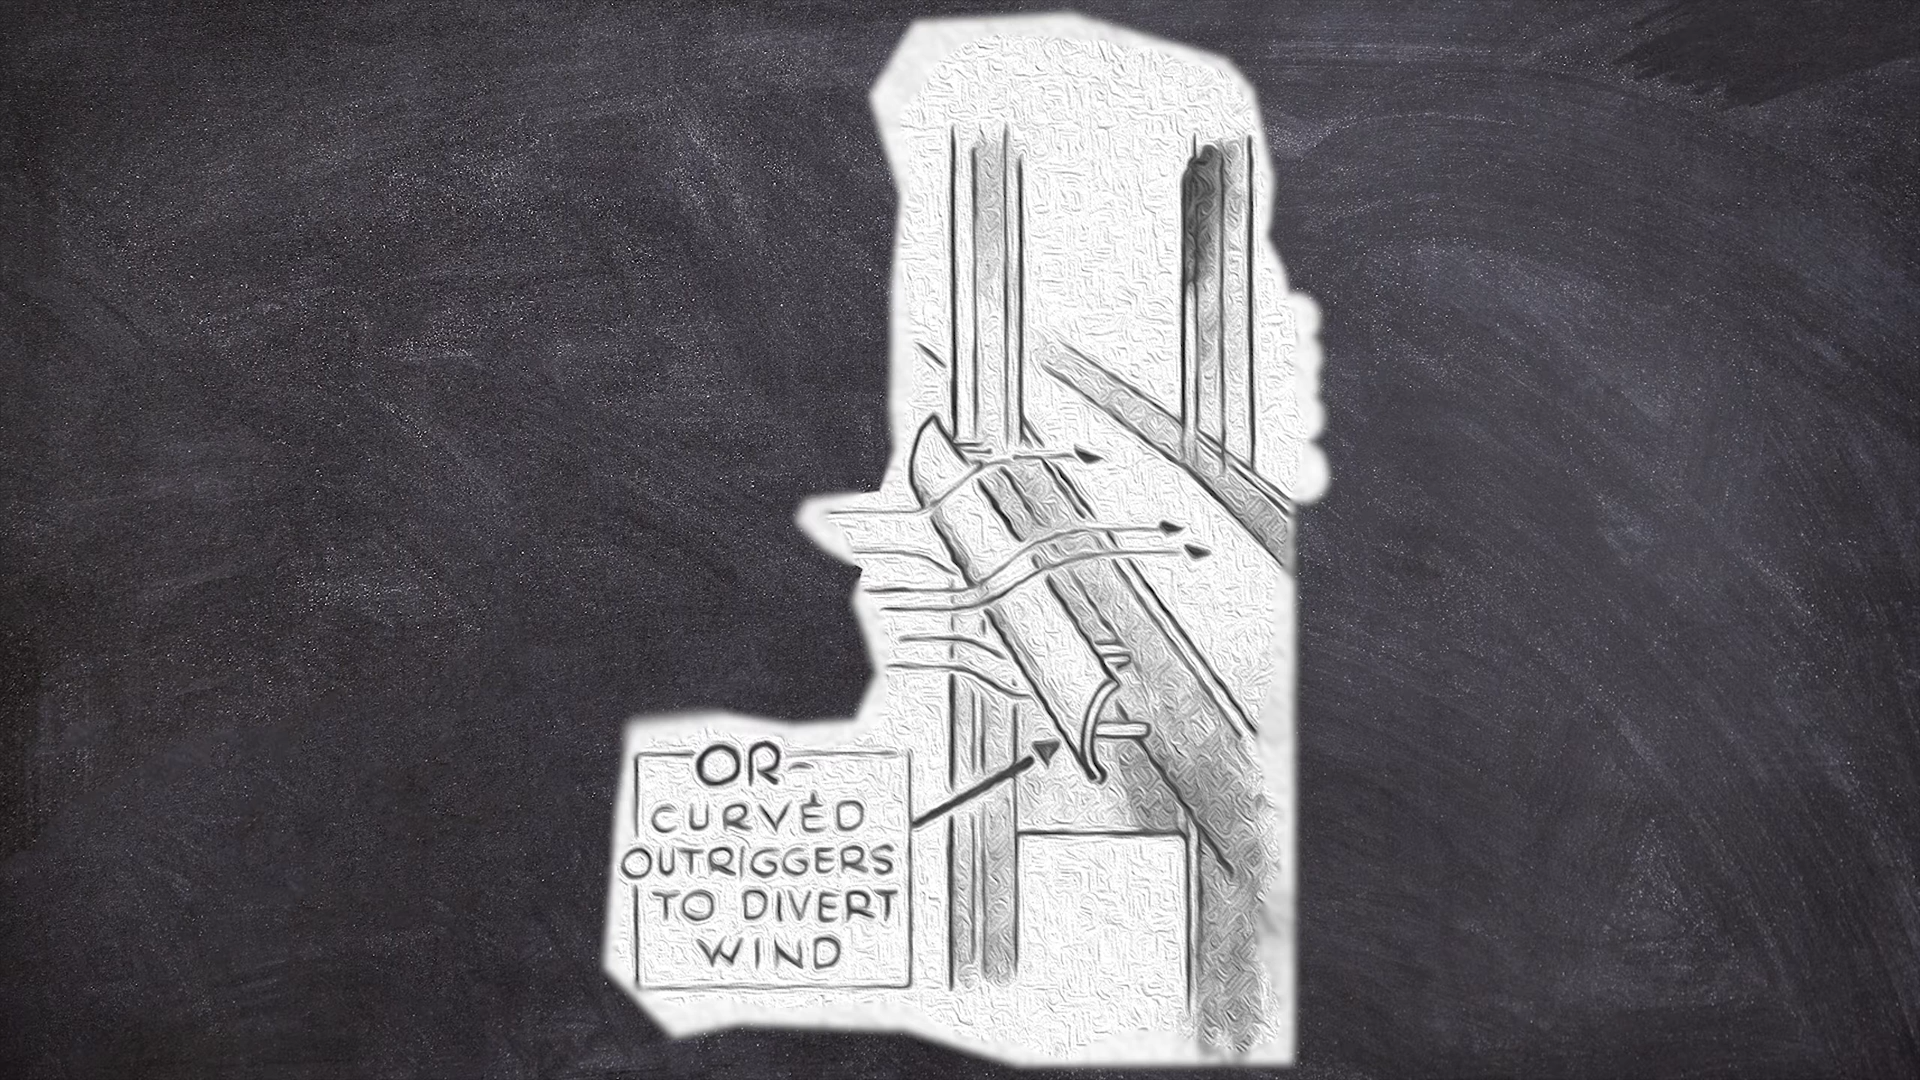 OR-
CURVED
OUTRIGGERS
TO DIVERT
WIND